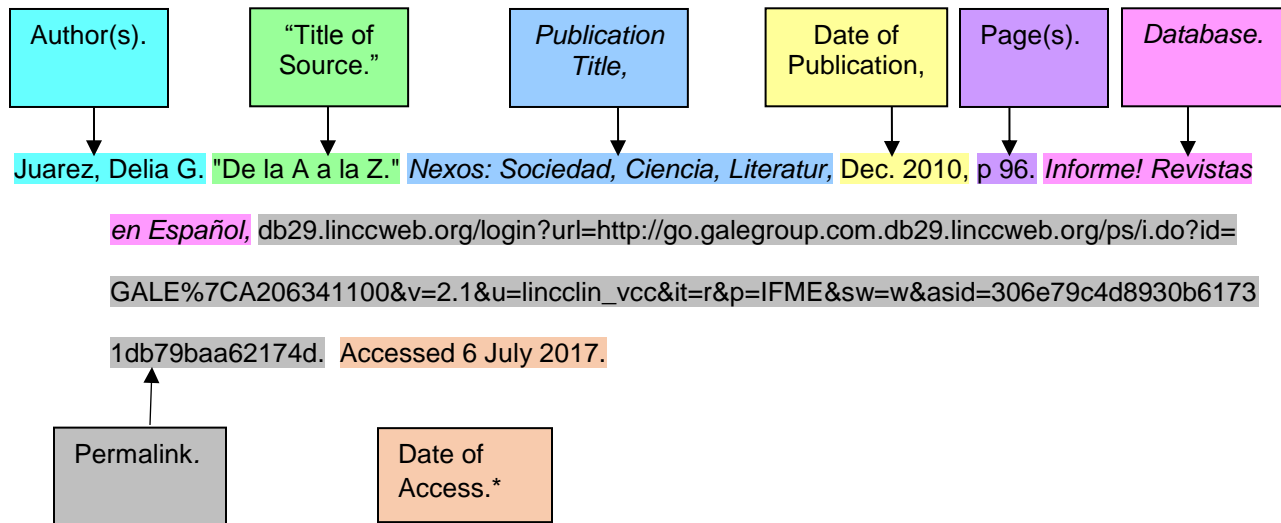 Author(s).
“Title of
Source.”
Publication
Title,
Date of
Publication,
Page(s).
Database.
Juarez, Delia G. "De la A a la Z." Nexos: Sociedad, Ciencia, Literatur, Dec. 2010, p 96. Informe! Revistas
en Español, db29.linccweb.org/login?url=http://go.galegroup.com.db29.linccweb.org/ps/i.do?id=
GALE%7CA206341100&v=2.1&u=lincclin_vcc&it=r&p=IFME&sw=w&asid=306e79c4d8930b6173
1db79baa62174d. Accessed 6 July 2017.
Permalink.
Date of
Access.*